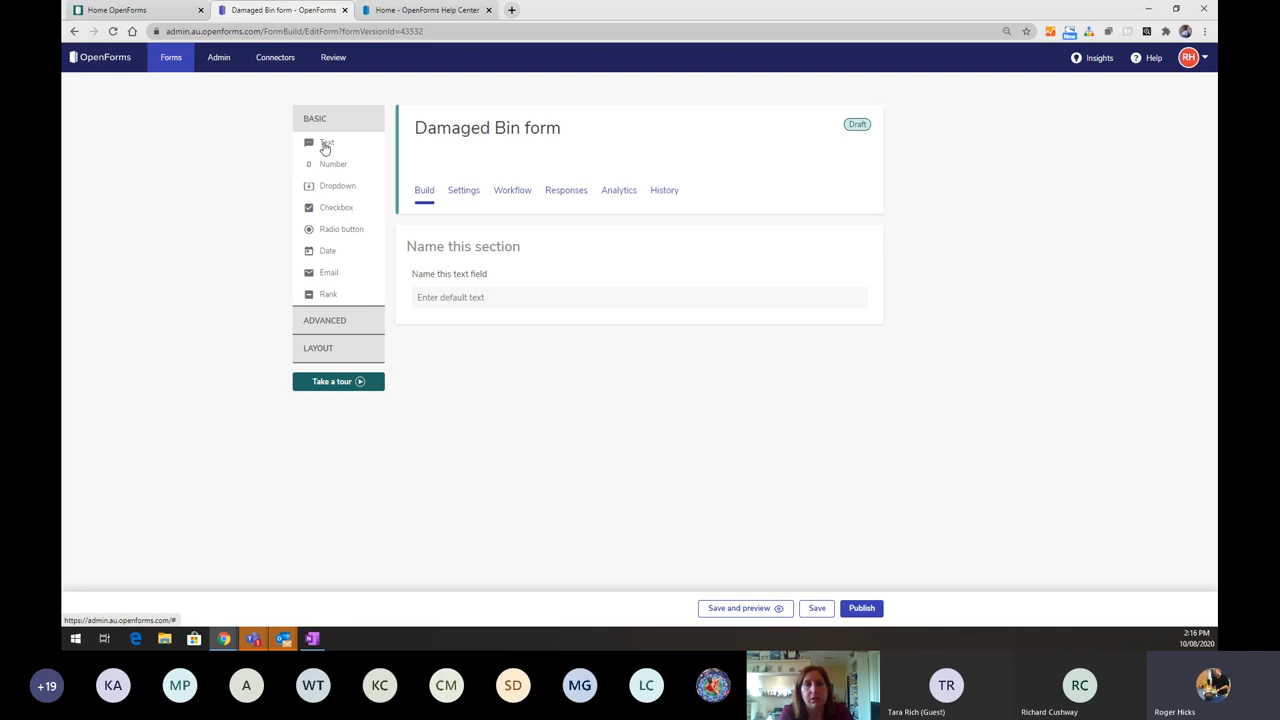 Home OpenForms
Damaged Bin form - OpenForms
Home - OpenForms Help Center
admin.au.openforms.com/FormBuild/EditForm?formVersionId=43532
New
OpenForms
Forms
Admin
Connectors
Review
Insights
Help
RH
BASIC
Text
Number
Dropdown
Checkbox
Radio button
Date
Email
Rank
ADVANCED
LAYOUT
Take a tour
Damaged Bin form
Draft
Build
Settings
Workflow
Responses
Analytics
History
Name this section
Name this text field
Enter default text
Save and preview
Save
Publish
https://admin.au.openforms.com/#
2:16 PM
10/08/2020
+19
KA
MP
A
WT
KC
CM
SD
MG
LC
TR
Tara Rich (Guest)
RC
Richard Cushway
Roger Hicks